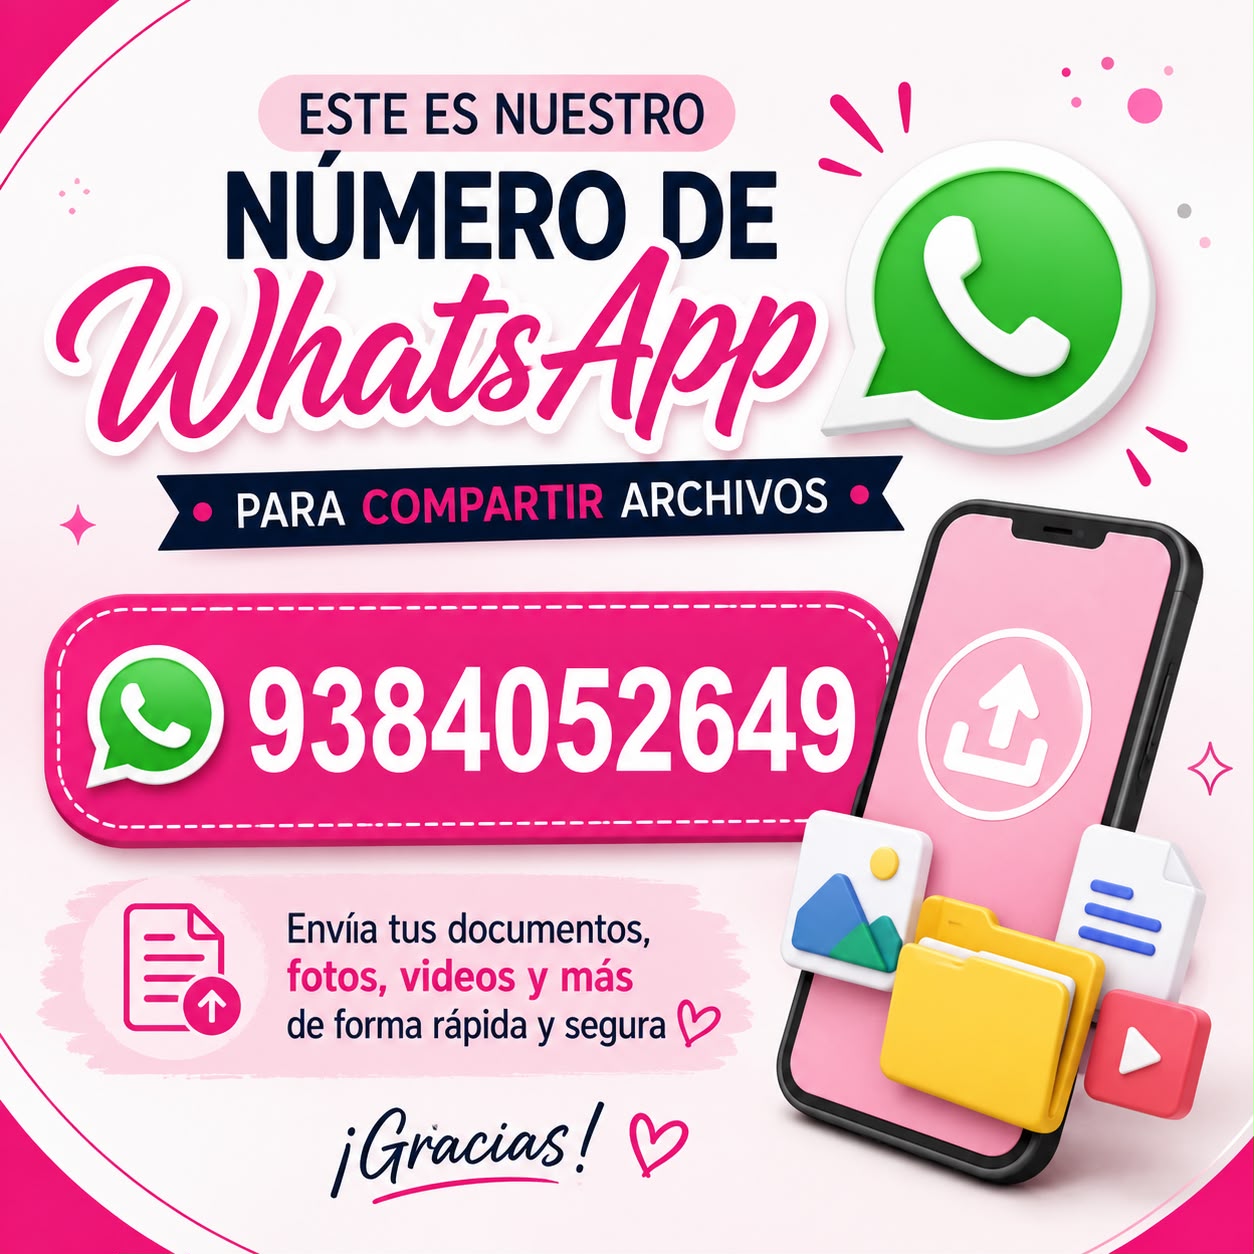 ESTE ES NUESTRO
NÚMERO DE
WhatsApp
PARA COMPARTIR ARCHIVOS
9384052649
Envíia tus documentos,
fotos, videos y más
de forma rápida y segura
¡Gracias!